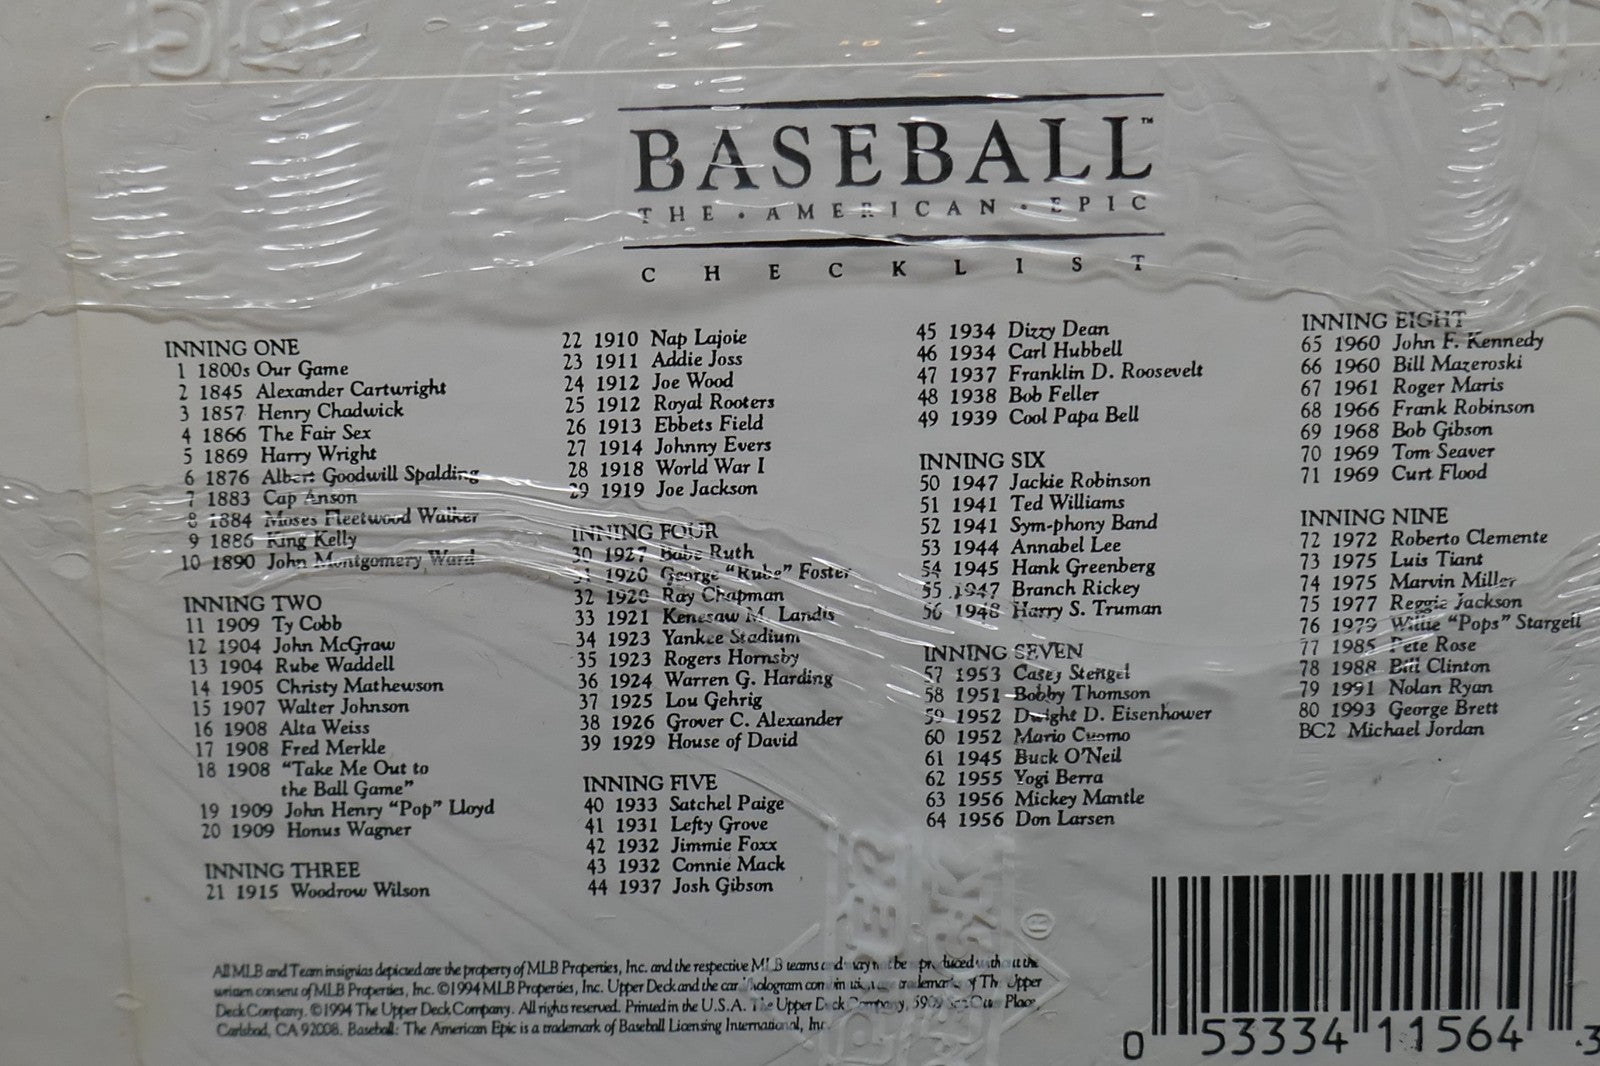 BASEBALL™
THE · AMERICAN · EPIC
CHECKLIST
INNING ONE
1 1800s Our Game
2 1845 Alexander Cartwright
3 1857 Henry Chadwick
4 1866 The Fair Sex
5 1869 Harry Wright
6 1876 Albert Goodwill Spalding
7 1883 Cap Anson
8 1884 Moses Fleetwood Walker
9 1886 King Kelly
10 1890 John Montgomery Ward
INNING TWO
11 1909 Ty Cobb
12 1904 John McGraw
13 1904 Rube Waddell
14 1905 Christy Mathewson
15 1907 Walter Johnson
16 1908 Alta Weiss
17 1908 Fred Merkle
18 1908 "Take Me Out to
the Ball Game"
19 1909 John Henry "Pop" Lloyd
20 1909 Honus Wagner
INNING THREE
21 1915 Woodrow Wilson
22 1910 Nap Lajoie
23 1911 Addie Joss
24 1912 Joe Wood
25 1912 Royal Rooters
26 1913 Ebbets Field
27 1914 Johnny Evers
28 1918 World War I
29 1919 Joe Jackson
INNING FOUR
30 1927 Babe Ruth
31 1920 George "Rube" Foster
32 1920 Ray Chapman
33 1921 Kenesaw M. Landis
34 1923 Yankee Stadium
35 1923 Rogers Hornsby
36 1924 Warren G. Harding
37 1925 Lou Gehrig
38 1926 Grover C. Alexander
39 1929 House of David
INNING FIVE
40 1933 Satchel Paige
41 1931 Lefty Grove
42 1932 Jimmie Foxx
43 1932 Connie Mack
44 1937 Josh Gibson
45 1934 Dizzy Dean
46 1934 Carl Hubbell
47 1937 Franklin D. Roosevelt
48 1938 Bob Feller
49 1939 Cool Papa Bell
INNING SIX
50 1947 Jackie Robinson
51 1941 Ted Williams
52 1941 Sym-phony Band
53 1944 Annabel Lee
54 1945 Hank Greenberg
55 1947 Branch Rickey
56 1948 Harry S. Truman
INNING SEVEN
57 1953 Casey Stengel
58 1951 Bobby Thomson
59 1952 Dwight D. Eisenhower
60 1952 Mario Cuomo
61 1945 Buck O'Neil
62 1955 Yogi Berra
63 1956 Mickey Mantle
64 1956 Don Larsen
INNING EIGHT
65 1960 John F. Kennedy
66 1960 Bill Mazeroski
67 1961 Roger Maris
68 1966 Frank Robinson
69 1968 Bob Gibson
70 1969 Tom Seaver
71 1969 Curt Flood
INNING NINE
72 1972 Roberto Clemente
73 1975 Luis Tiant
74 1975 Marvin Miller
75 1977 Reggie Jackson
76 1979 Willie "Pops" Stargell
77 1985 Pete Rose
78 1988 Bill Clinton
79 1991 Nolan Ryan
80 1993 George Brett
BC2 Michael Jordan
All MLB and Team insignias depicted are the property of MLB Properties, Inc. and the respective MLB teams and may not be reproduced without the
written consent of MLB Properties, Inc. ©1994 MLB Properties, Inc. Upper Deck and the card/hologram are trademarks of The Upper
Deck Company. ©1994 The Upper Deck Company. All rights reserved. Printed in the U.S.A. The Upper Deck Company, 5909 Sea Otter Place,
Carlsbad, CA 92008. Baseball: The American Epic is a trademark of Baseball Licensing International, Inc.
0 53334 11564 3